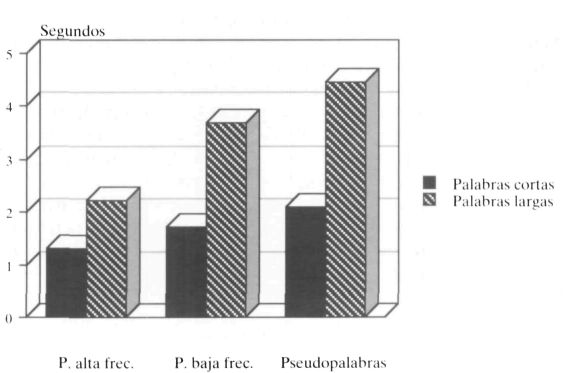 Segundos
5
4
3
2
1
0
P. alta frec.
P. baja frec.
Pseudopalabras
Palabras cortas
Palabras largas